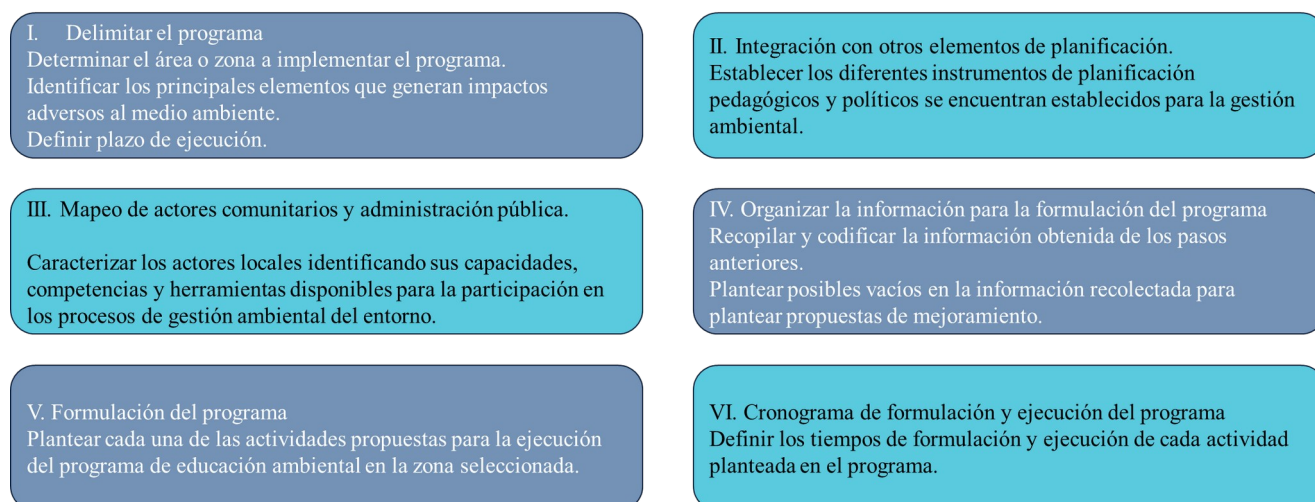 I. Delimitar el programa
Determinar el área o zona a implementar el programa.
Identificar los principales elementos que generan impactos
adversos al medio ambiente.
Definir plazo de ejecución.
II. Integración con otros elementos de planificación.
Establecer los diferentes instrumentos de planificación
pedagógicos y políticos se encuentran establecidos para la gestión
ambiental.
III. Mapeo de actores comunitarios y administración pública.
Caracterizar los actores locales identificando sus capacidades,
competencias y herramientas disponibles para la participación en
los procesos de gestión ambiental del entorno.
IV. Organizar la información para la formulación del programa
Recopilar y codificar la información obtenida de los pasos
anteriores.
Plantear posibles vacíos en la información recolectada para
plantear propuestas de mejoramiento.
V. Formulación del programa
Plantear cada una de las actividades propuestas para la ejecución
del programa de educación ambiental en la zona seleccionada.
VI. Cronograma de formulación y ejecución del programa
Definir los tiempos de formulación y ejecución de cada actividad
planteada en el programa.